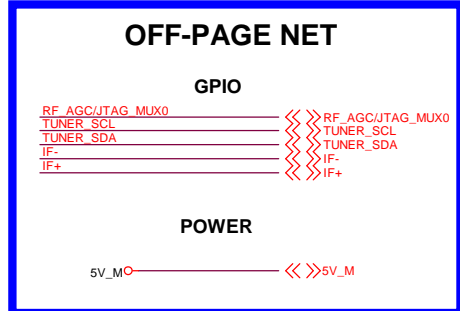 OFF-PAGE NET
GPIO
RF_AGC/JTAG_MUX0 RF_AGC/JTAG_MUX0
TUNER_SCL TUNER_SCL
TUNER_SDA TUNER_SDA
IF- IF-
IF+ IF+
POWER
5V_M 5V_M